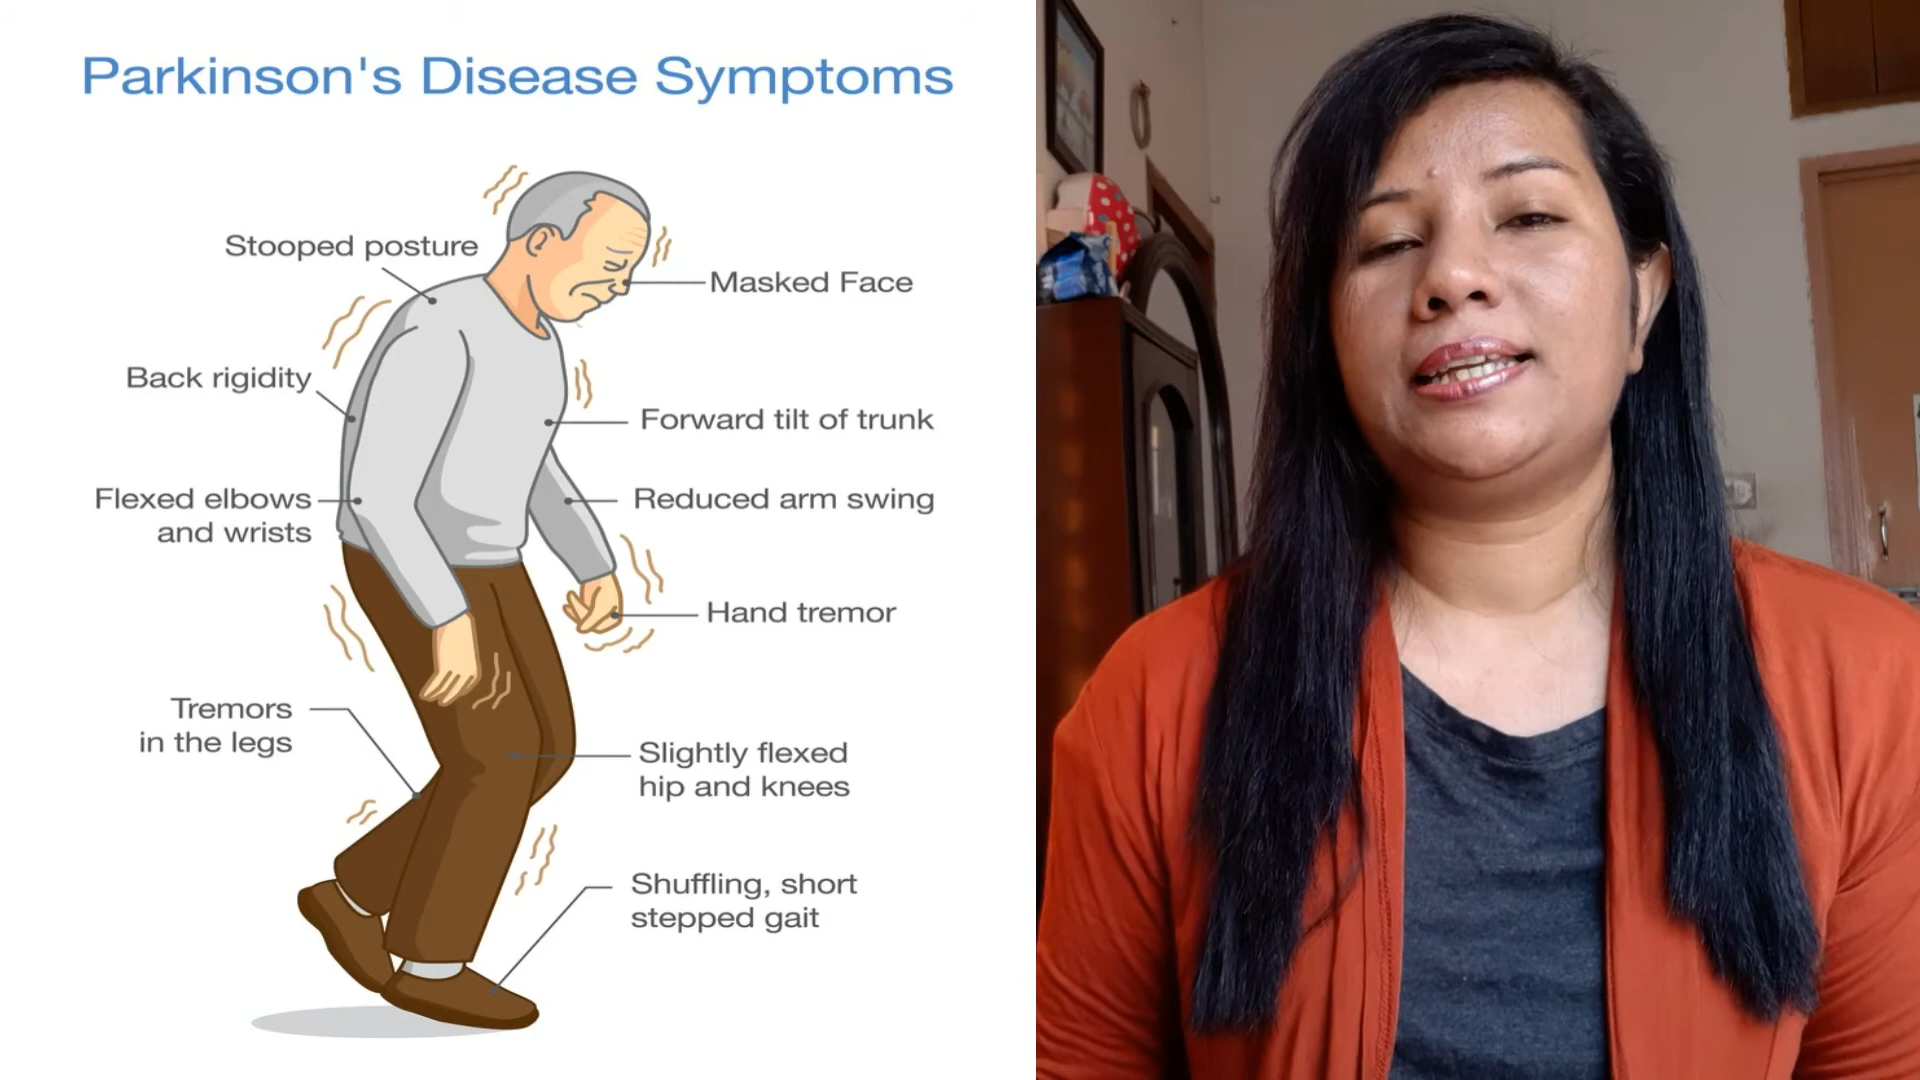 Parkinson's Disease Symptoms
Stooped posture
Masked Face
Back rigidity
Forward tilt of trunk
Flexed elbows
and wrists
Reduced arm swing
Hand tremor
Tremors
in the legs
Slightly flexed
hip and knees
Shuffling, short
stepped gait